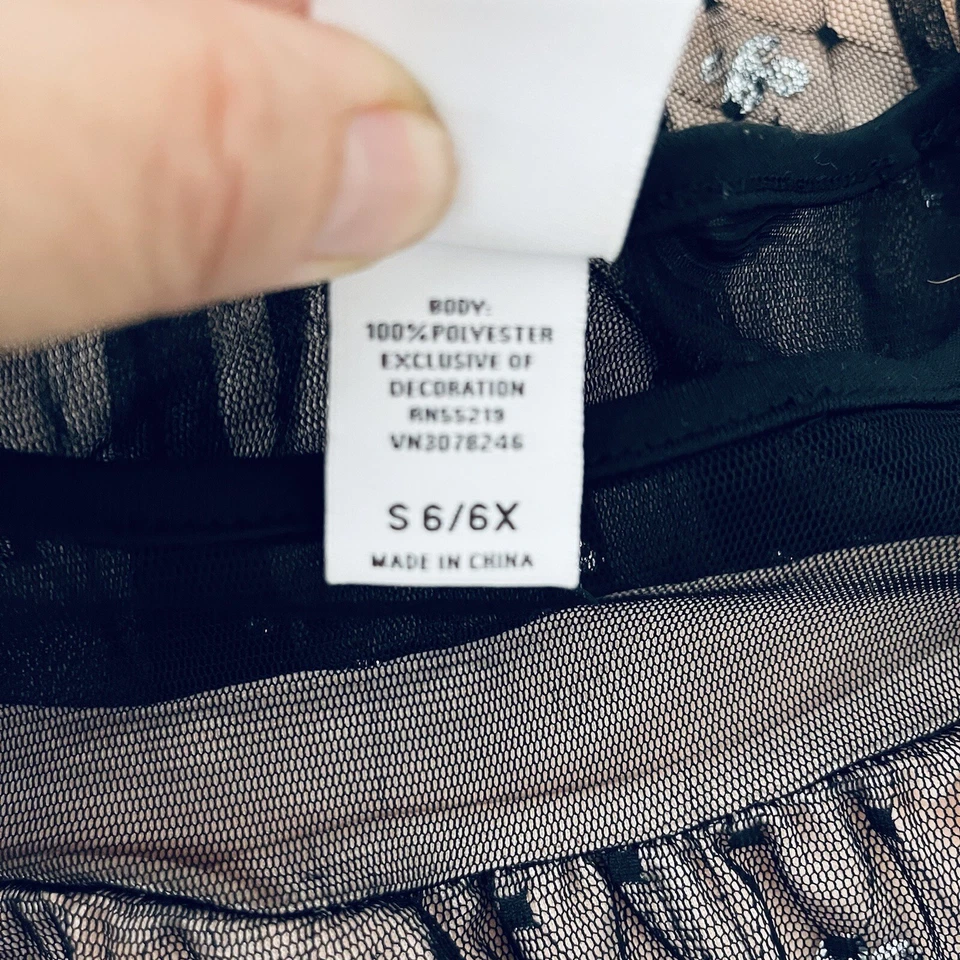 BODY:
100%POLYESTER
EXCLUSIVE OF
DECORATION
RN55219
VN3078246
S 6/6X
MADE IN CHINA